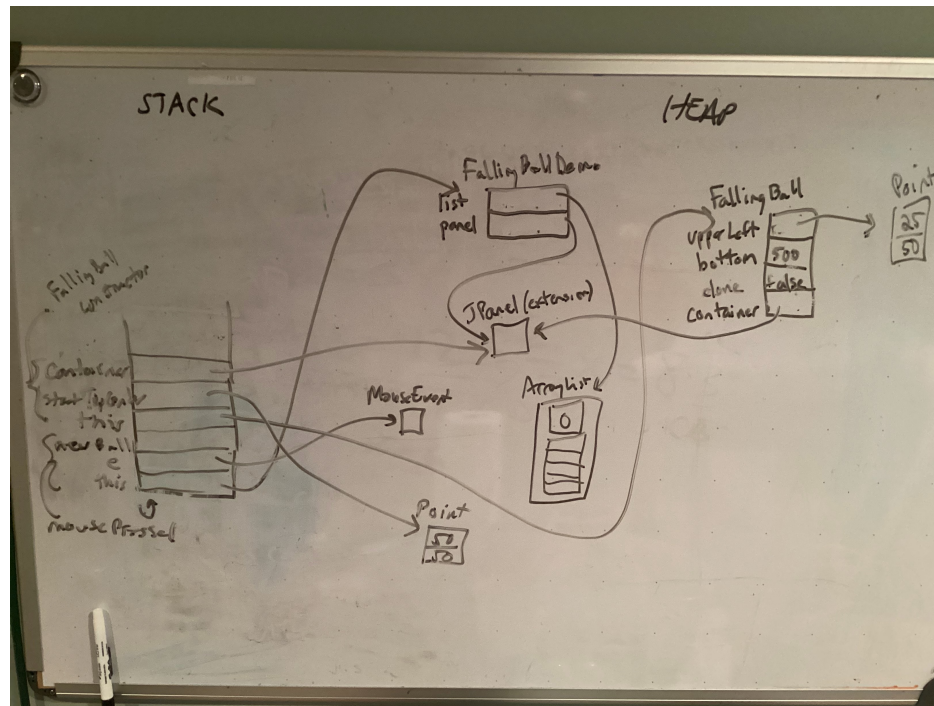 STACK
HEAP
FallingBallDemo
list
panel
FallingBall
upperLeft
bottom
500
done
false
container
Point
25
50
FallingBall
constructor
JPanel (extension)
Container
this
newBall
e
this
mousePressed
MouseEvent
ArrayList
0
Point
50
50